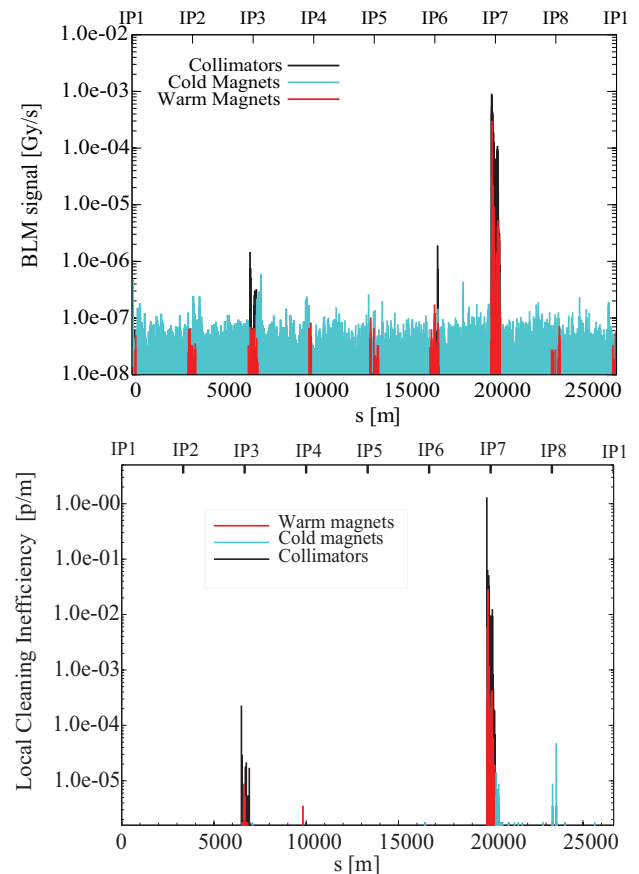 IP1 IP2 IP3 IP4 IP5 IP6 IP7 IP8 IP1
1.0e-02
Collimators
Cold Magnets
1.0e-03
Warm Magnets
1.0e-04
BLM signal [Gy/s]
1.0e-05
1.0e-06
1.0e-07
1.0e-08
0 5000 10000 15000 20000 25000
s [m]
IP1 IP2 IP3 IP4 IP5 IP6 IP7 IP8 IP1
1.0e-00
Warm magnets
Cold magnets
Collimators
1.0e-01
1.0e-02
Local Cleaning Inefficiency [p/m]
1.0e-03
1.0e-04
1.0e-05
0 5000 10000 15000 20000 25000
s [m]